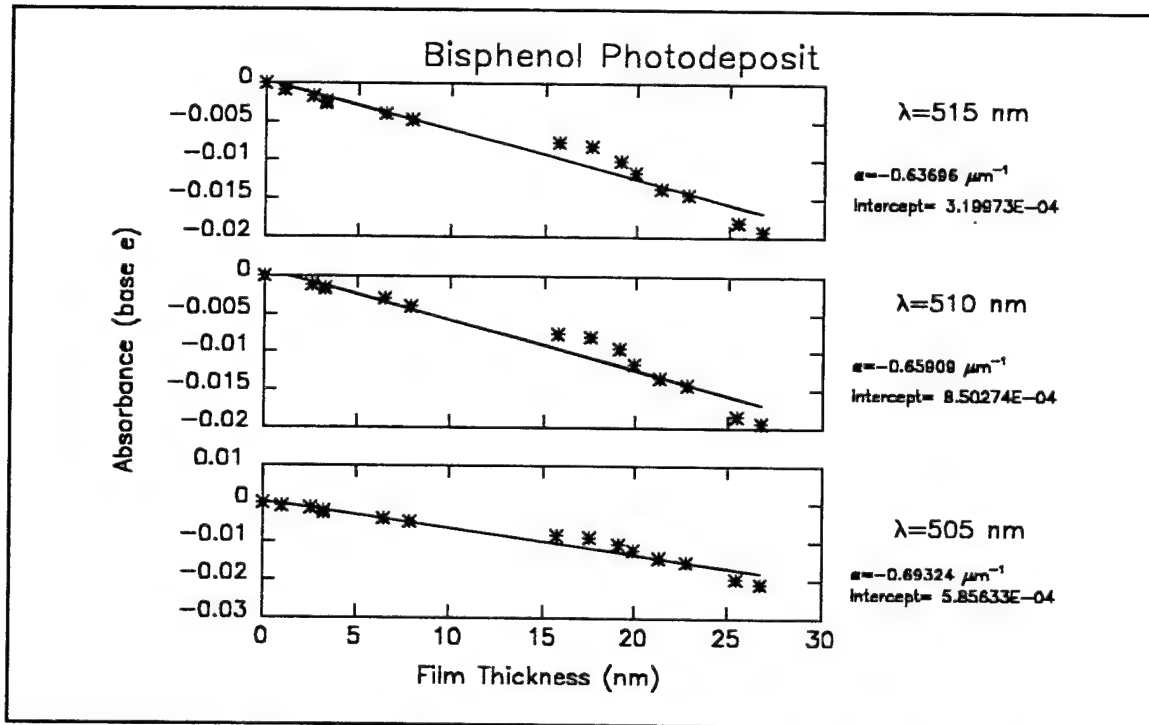 Bisphenol Photodeposit
0
−0.005
−0.01
−0.015
−0.02
λ=515 nm
α=−0.63696 μm⁻¹
Intercept= 3.19973E−04
0
−0.005
−0.01
−0.015
−0.02
λ=510 nm
α=−0.65909 μm⁻¹
Intercept= 8.50274E−04
Absorbance (base e)
0.01
0
−0.01
−0.02
−0.03
λ=505 nm
α=−0.69324 μm⁻¹
Intercept= 5.85633E−04
0 5 10 15 20 25 30
Film Thickness (nm)